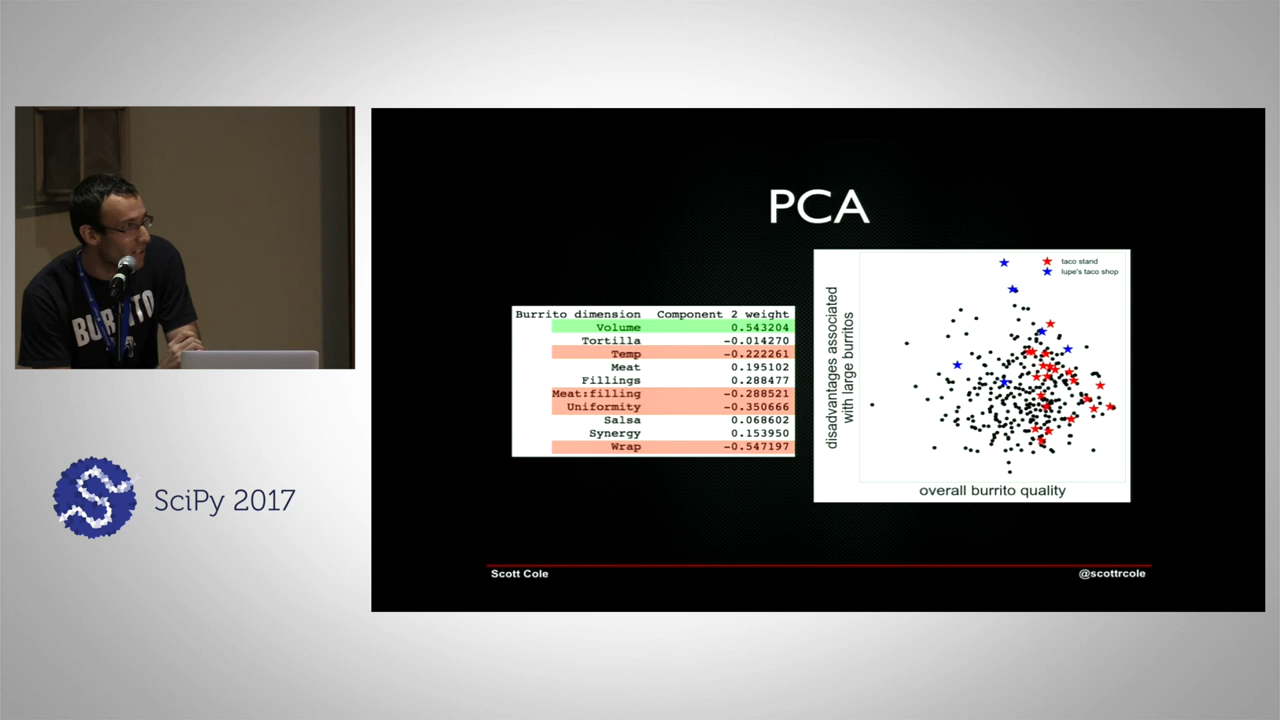 BURRITO
SciPy 2017
PCA
Burrito dimension Component 2 weight
Volume 0.543204
Tortilla -0.014270
Temp -0.222261
Meat 0.195102
Fillings 0.288477
Meat:filling -0.288521
Uniformity -0.350666
Salsa 0.068602
Synergy 0.153950
Wrap -0.547197
taco stand
lupe's taco shop
disadvantages associated
with large burritos
overall burrito quality
Scott Cole
@scottrcole